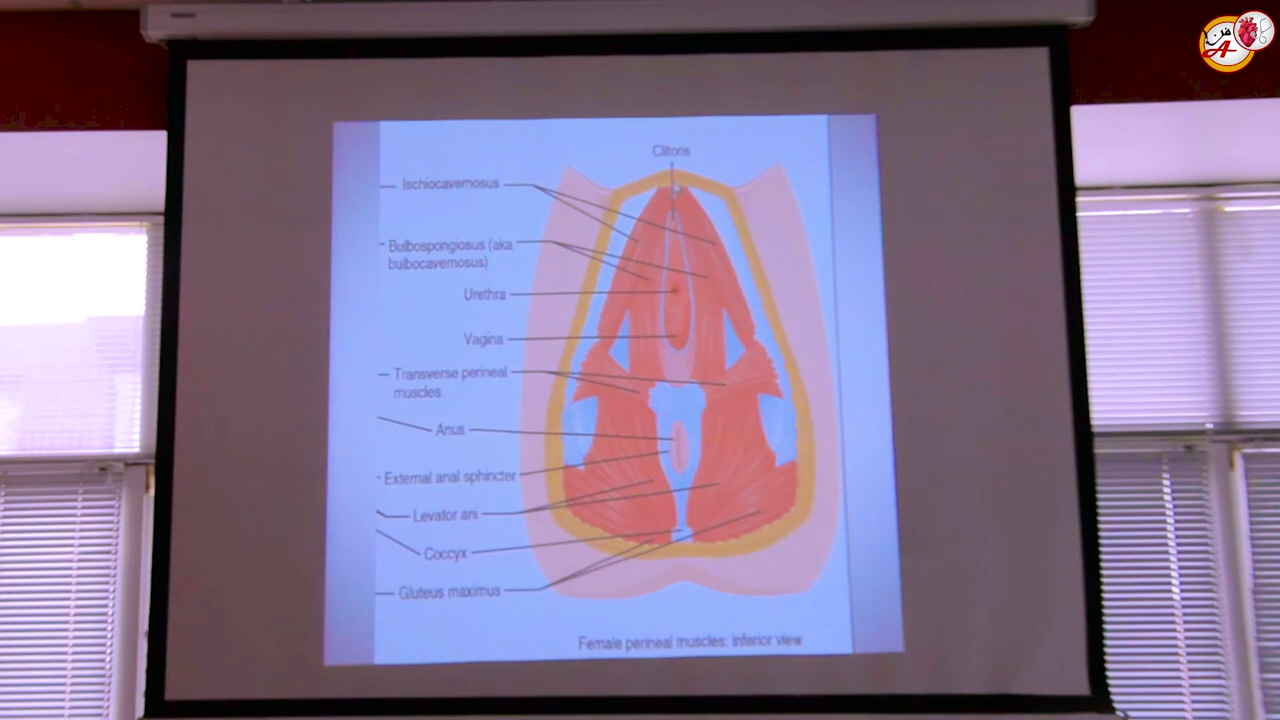 Clitoris
Ischiocavernosus
Bulbospongiosus (aka
bulbocavernosus)
Urethra
Vagina
Transverse perineal
muscles
Anus
External anal sphincter
Levator ani
Coccyx
Gluteus maximus
Female perineal muscles: inferior view
فن
A